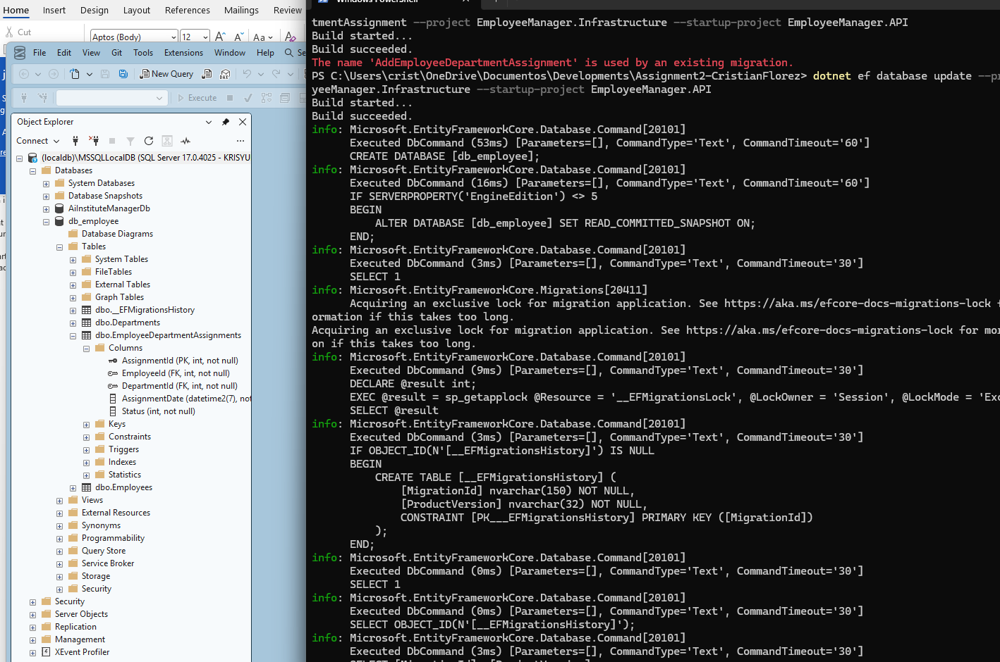 Home Insert Design Layout References Mailings Review
Cut
Aptos (Body) 12 Aa
File Edit View Git Tools Extensions Window Help Se
New Query DAX
Execute
Object Explorer
Connect
(localdb)\MSSQLLocalDB (SQL Server 17.0.4025 - KRISYU
Databases
System Databases
Database Snapshots
AiInstituteManagerDb
db_employee
Database Diagrams
Tables
System Tables
FileTables
External Tables
Graph Tables
dbo.__EFMigrationsHistory
dbo.Departments
dbo.EmployeeDepartmentAssignments
Columns
AssignmentId (PK, int, not null)
EmployeeId (FK, int, not null)
DepartmentId (FK, int, not null)
AssignmentDate (datetime2(7), not
Status (int, not null)
Keys
Constraints
Triggers
Indexes
Statistics
dbo.Employees
Views
External Resources
Synonyms
Programmability
Query Store
Service Broker
Storage
Security
Security
Server Objects
Replication
Management
XEvent Profiler
Windows PowerShell
tmentAssignment --project EmployeeManager.Infrastructure --startup-project EmployeeManager.API
Build started...
Build succeeded.
The name 'AddEmployeeDepartmentAssignment' is used by an existing migration.
PS C:\Users\crist\OneDrive\Documentos\Developments\Assignment2-CristianFlorez> dotnet ef database update --pr
yeeManager.Infrastructure --startup-project EmployeeManager.API
Build started...
Build succeeded.
info: Microsoft.EntityFrameworkCore.Database.Command[20101]
Executed DbCommand (53ms) [Parameters=[], CommandType='Text', CommandTimeout='60']
CREATE DATABASE [db_employee];
info: Microsoft.EntityFrameworkCore.Database.Command[20101]
Executed DbCommand (16ms) [Parameters=[], CommandType='Text', CommandTimeout='60']
IF SERVERPROPERTY('EngineEdition') <> 5
BEGIN
ALTER DATABASE [db_employee] SET READ_COMMITTED_SNAPSHOT ON;
END;
info: Microsoft.EntityFrameworkCore.Database.Command[20101]
Executed DbCommand (3ms) [Parameters=[], CommandType='Text', CommandTimeout='30']
SELECT 1
info: Microsoft.EntityFrameworkCore.Migrations[20411]
Acquiring an exclusive lock for migration application. See https://aka.ms/efcore-docs-migrations-lock f
ormation if this takes too long.
Acquiring an exclusive lock for migration application. See https://aka.ms/efcore-docs-migrations-lock for mor
on if this takes too long.
info: Microsoft.EntityFrameworkCore.Database.Command[20101]
Executed DbCommand (9ms) [Parameters=[], CommandType='Text', CommandTimeout='30']
DECLARE @result int;
EXEC @result = sp_getapplock @Resource = '__EFMigrationsLock', @LockOwner = 'Session', @LockMode = 'Exc
SELECT @result
info: Microsoft.EntityFrameworkCore.Database.Command[20101]
Executed DbCommand (3ms) [Parameters=[], CommandType='Text', CommandTimeout='30']
IF OBJECT_ID(N'[__EFMigrationsHistory]') IS NULL
BEGIN
CREATE TABLE [__EFMigrationsHistory] (
[MigrationId] nvarchar(150) NOT NULL,
[ProductVersion] nvarchar(32) NOT NULL,
CONSTRAINT [PK___EFMigrationsHistory] PRIMARY KEY ([MigrationId])
);
END;
info: Microsoft.EntityFrameworkCore.Database.Command[20101]
Executed DbCommand (0ms) [Parameters=[], CommandType='Text', CommandTimeout='30']
SELECT 1
info: Microsoft.EntityFrameworkCore.Database.Command[20101]
Executed DbCommand (0ms) [Parameters=[], CommandType='Text', CommandTimeout='30']
SELECT OBJECT_ID(N'[__EFMigrationsHistory]');
info: Microsoft.EntityFrameworkCore.Database.Command[20101]
Executed DbCommand (3ms) [Parameters=[], CommandType='Text', CommandTimeout='30']